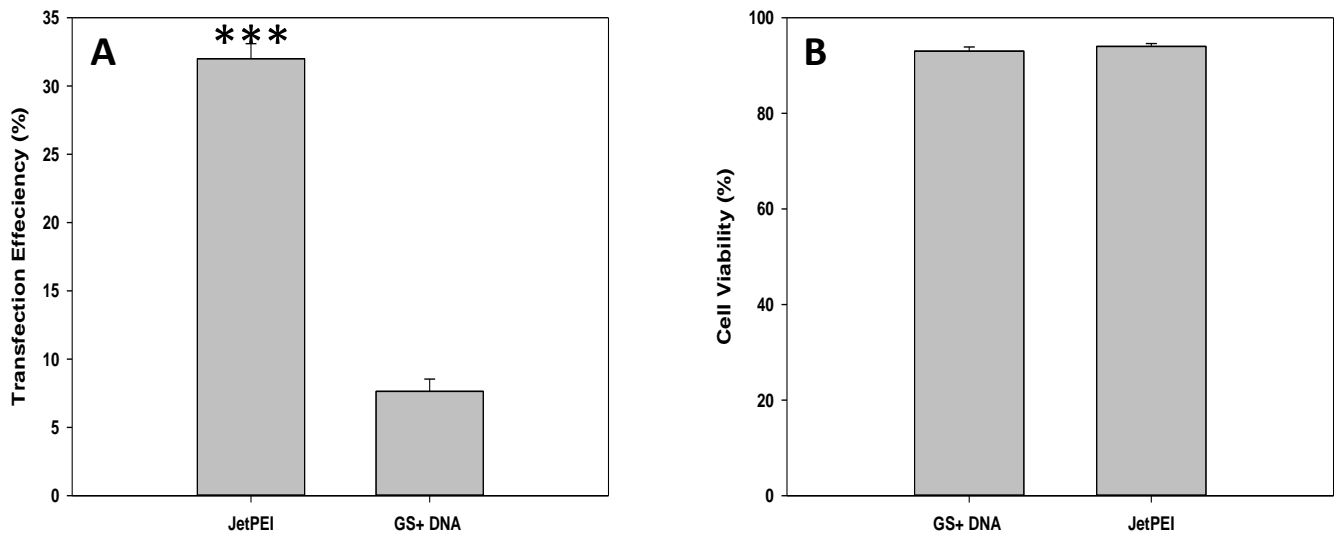 A
***
Transfection Effeciency (%)
35
30
25
20
15
10
5
0
JetPEI GS+ DNA
B
Cell Viability (%)
100
80
60
40
20
0
GS+ DNA JetPEI